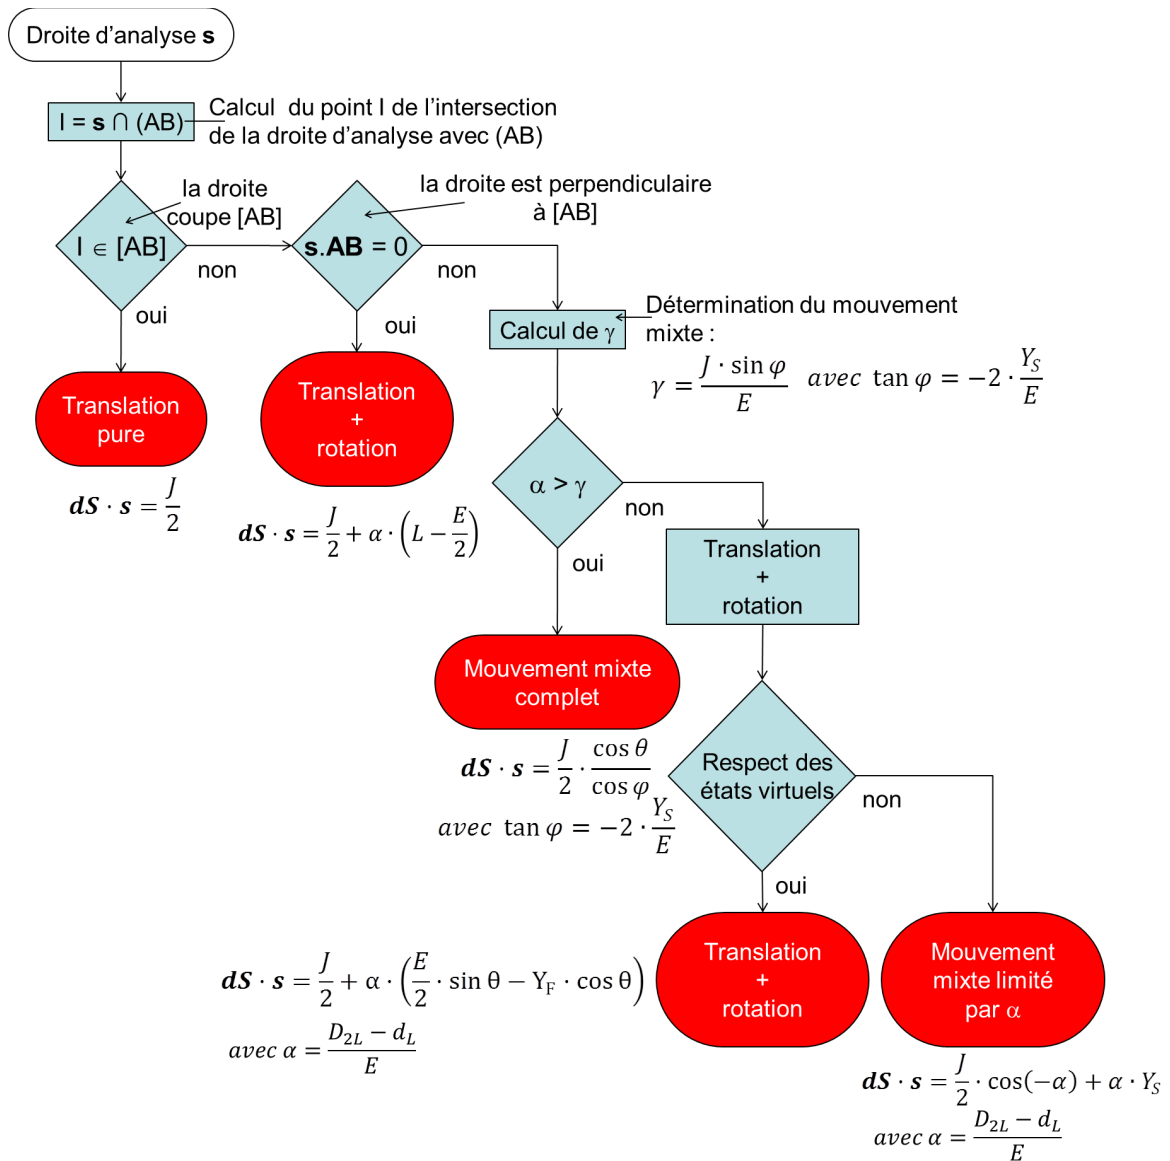 Droite d’analyse s
I = s ∩ (AB)
Calcul du point I de l’intersection
de la droite d’analyse avec (AB)
la droite
coupe [AB]
la droite est perpendiculaire
à [AB]
I ∈ [AB]
non
s.AB = 0
non
oui
oui
Calcul de γ
Détermination du mouvement
mixte :
γ = J · sin φ / E avec tan φ = −2 · Y_S / E
Translation
pure
Translation
+
rotation
dS · s = J / 2
dS · s = J / 2 + α · (L − E / 2)
α > γ
non
oui
Translation
+
rotation
Mouvement mixte
complet
dS · s = J / 2 · cos θ / cos φ
avec tan φ = −2 · Y_S / E
Respect des
états virtuels
non
oui
Translation
+
rotation
Mouvement
mixte limité
par α
dS · s = J / 2 + α · (E / 2 · sin θ − Y_F · cos θ)
avec α = D_2L − d_L / E
dS · s = J / 2 · cos(−α) + α · Y_S
avec α = D_2L − d_L / E